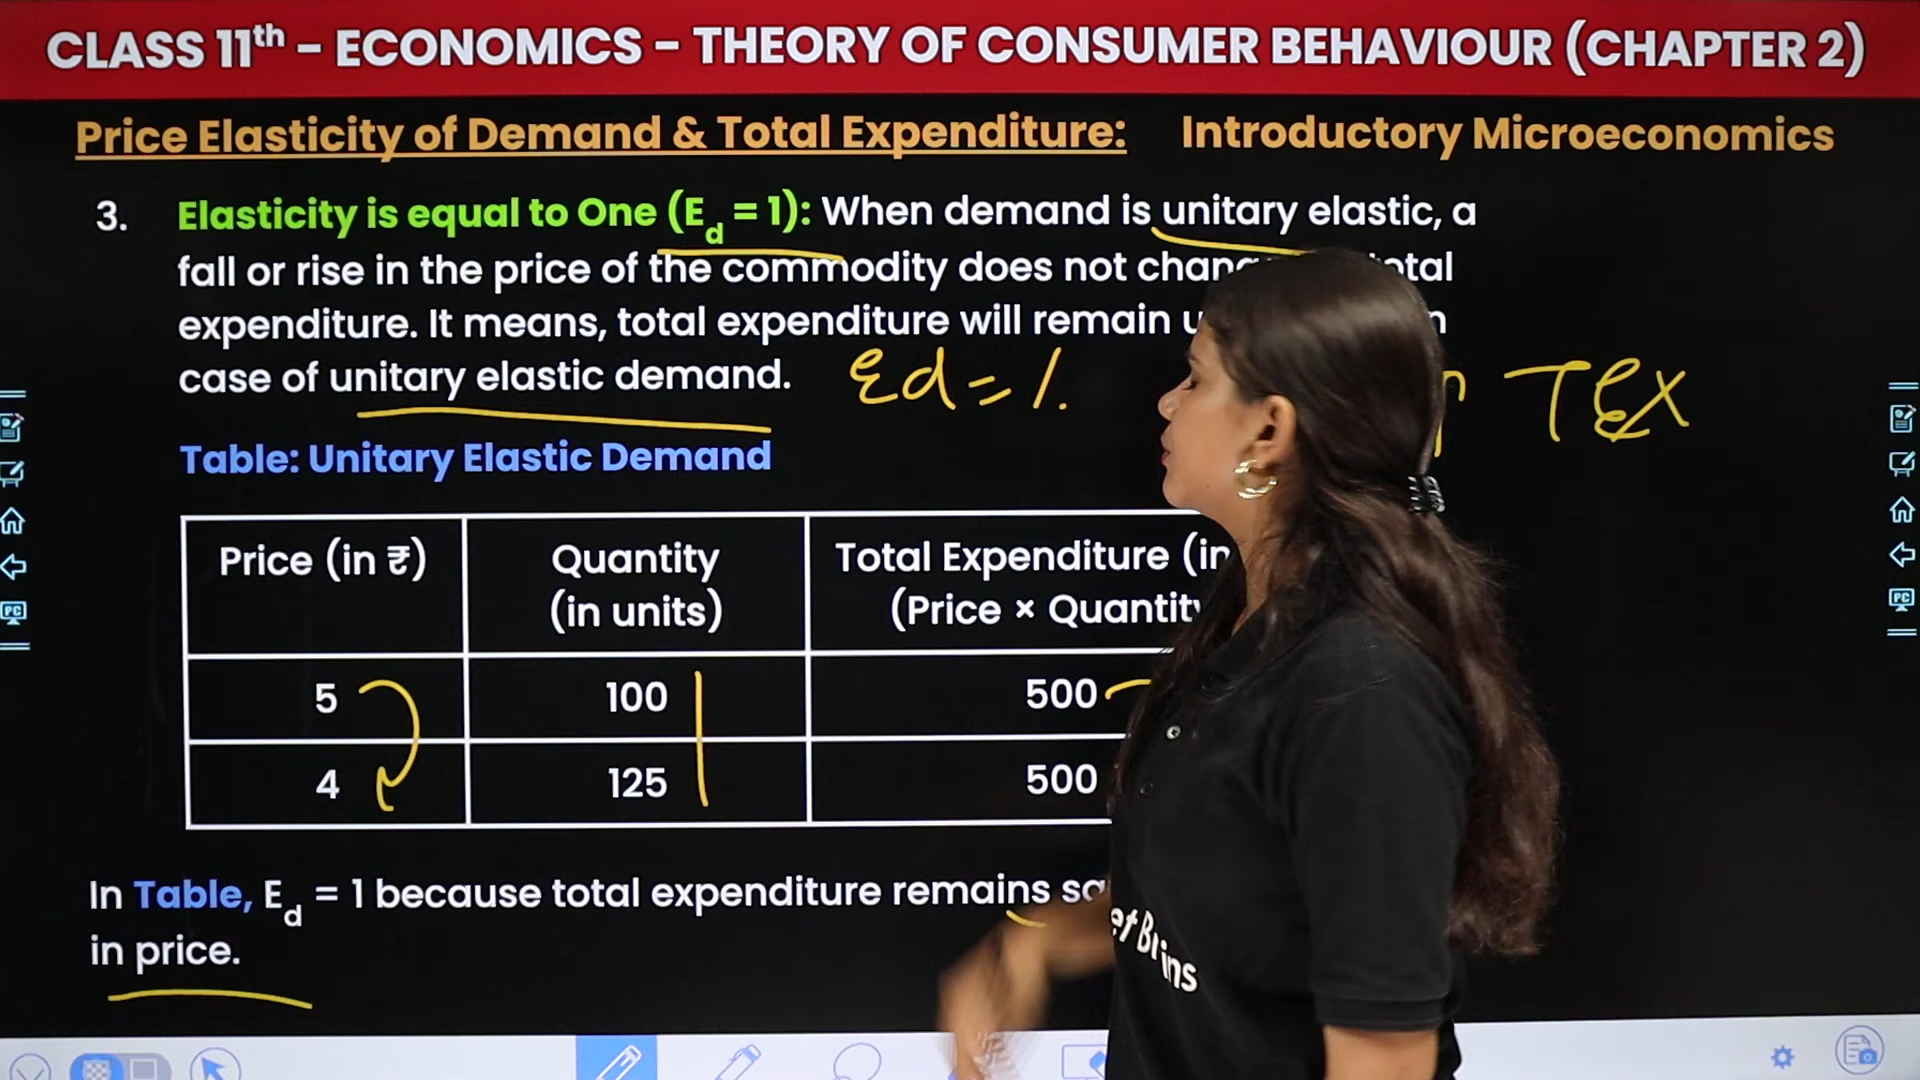 CLASS 11th – ECONOMICS – THEORY OF CONSUMER BEHAVIOUR (CHAPTER 2)
Price Elasticity of Demand & Total Expenditure: Introductory Microeconomics
3. Elasticity is equal to One (Ed = 1): When demand is unitary elastic, a
fall or rise in the price of the commodity does not
expenditure. It means, total expenditure will remain
case of unitary elastic demand. Ed = 1. TEX
Table: Unitary Elastic Demand
Price (in ₹) Quantity (in units) Total Expenditure (in (Price × Quantity
5 100 500
4 125 500
In Table, Ed = 1 because total expenditure remains
in price.
PC
PC